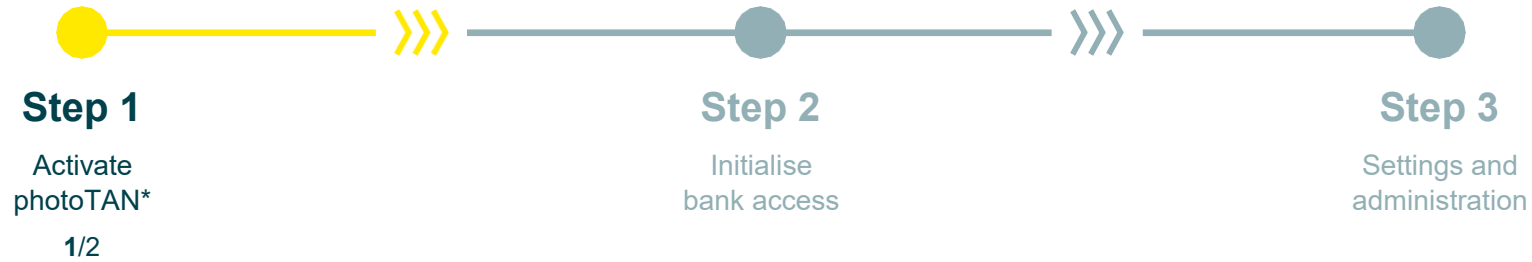 Step 1
Activate
photoTAN*
1/2
Step 2
Initialise
bank access
Step 3
Settings and
administration